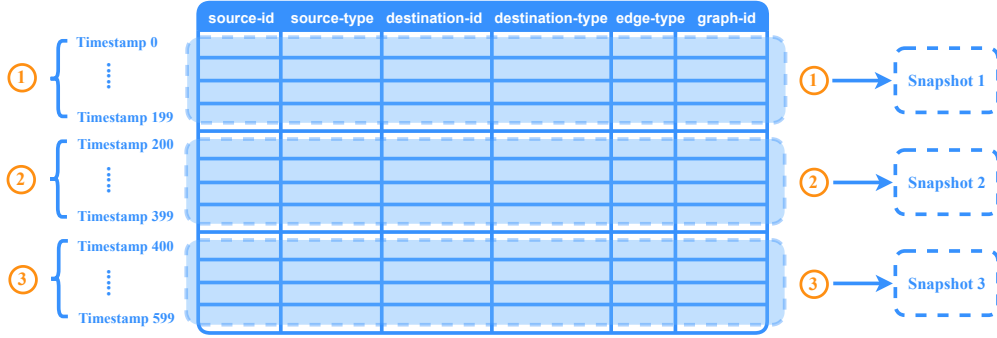 source-id source-type destination-id destination-type edge-type graph-id
Timestamp 0
1
Timestamp 199
1
Snapshot 1
Timestamp 200
2
Timestamp 399
2
Snapshot 2
Timestamp 400
3
Timestamp 599
3
Snapshot 3